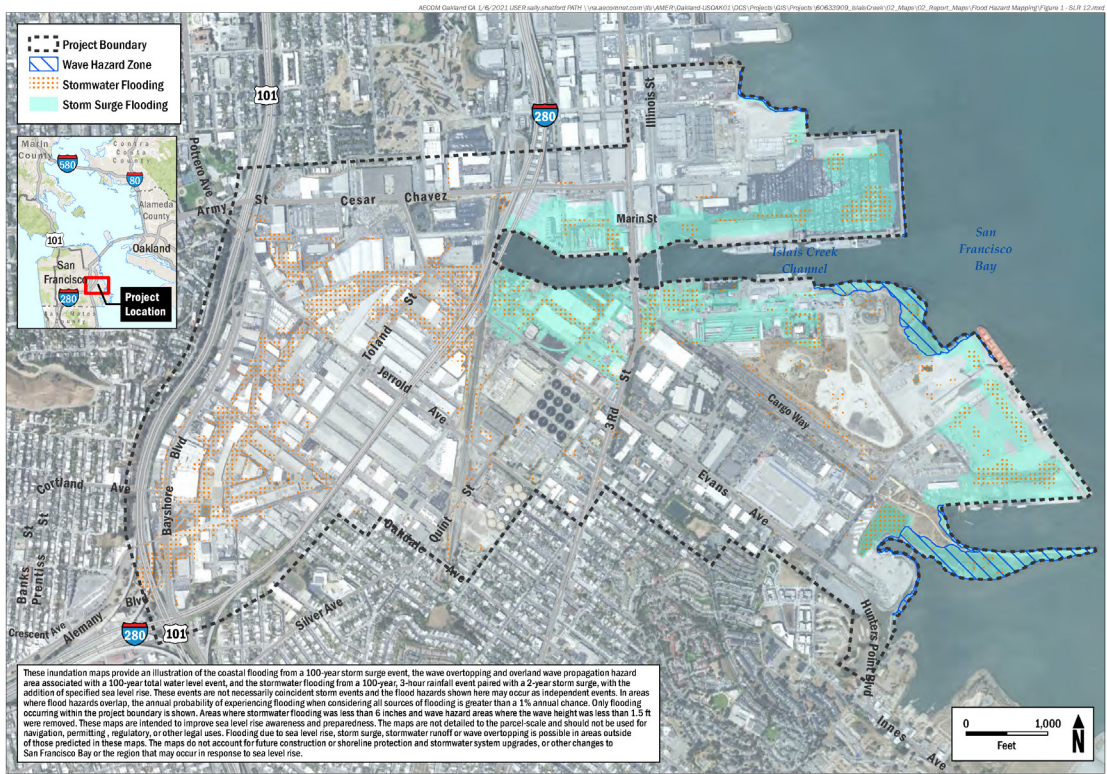 AECOM Oakland CA 1/6/2021 USER sally.shatford PATH \\na.aecomnet.com\lfs\AMER\Oakland-USOAK01\DCS\Projects\GIS\Projects\60633909_IslaisCreek\02_Maps\02_Report_Maps\Flood Hazard Mapping\Figure 1 - SLR 12.mxd
Project Boundary
Wave Hazard Zone
Stormwater Flooding
Storm Surge Flooding
101
280
Illinois St
Marin
County
Contra
Costa
County
580
80
Alameda
County
101
Oakland
San
Francisco
280
Project
Location
Potrero Ave
Army St
Cesar Chavez
Marin St
Islais Creek
Channel
San
Francisco
Bay
Toland St
Jerrold Ave
3Rd St
Cargo Way
Evans Ave
Quint St
Oakdale Ave
Bayshore Blvd
Cortland Ave
Banks St
Prentiss St
Silver Ave
Crescent Ave
Alemany Blvd
280
101
Hunters Point Blvd
Innes Ave
These inundation maps provide an illustration of the coastal flooding from a 100-year storm surge event, the wave overtopping and overland wave propagation hazard
area associated with a 100-year total water level event, and the stormwater flooding from a 100-year, 3-hour rainfall event paired with a 2-year storm surge, with the
addition of specified sea level rise. These events are not necessarily coincident storm events and the flood hazards shown here may occur as independent events. In areas
where flood hazards overlap, the annual probability of experiencing flooding when considering all sources of flooding is greater than a 1% annual chance. Only flooding
occurring within the project boundary is shown. Areas where stormwater flooding was less than 6 inches and wave hazard areas where the wave height was less than 1.5 ft
were removed. These maps are intended to improve sea level rise awareness and preparedness. The maps are not detailed to the parcel-scale and should not be used for
navigation, permitting , regulatory, or other legal uses. Flooding due to sea level rise, storm surge, stormwater runoff or wave overtopping is possible in areas outside
of those predicted in these maps. The maps do not account for future construction or shoreline protection and stormwater system upgrades, or other changes to
San Francisco Bay or the region that may occur in response to sea level rise.
0 1,000
Feet
N